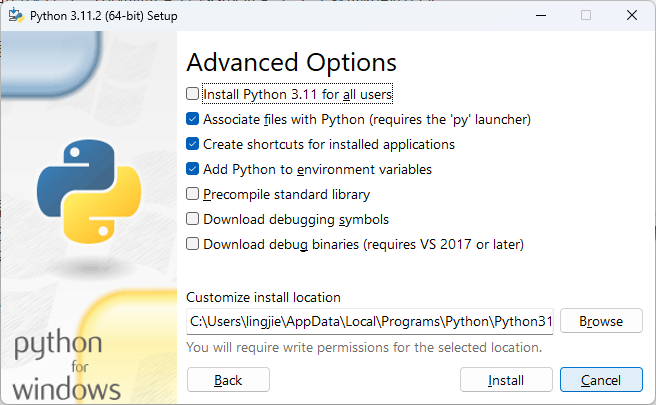 Python 3.11.2 (64-bit) Setup
Advanced Options
Install Python 3.11 for all users
Associate files with Python (requires the 'py' launcher)
Create shortcuts for installed applications
Add Python to environment variables
Precompile standard library
Download debugging symbols
Download debug binaries (requires VS 2017 or later)
Customize install location
C:\Users\lingjie\AppData\Local\Programs\Python\Python31
Browse
You will require write permissions for the selected location.
python
for
windows
Back
Install
Cancel